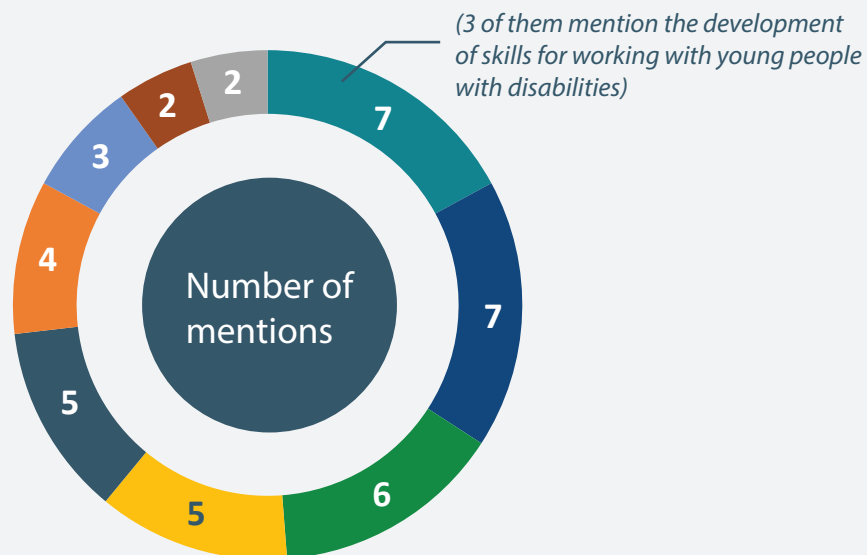 (3 of them mention the development
of skills for working with young people
with disabilities)
7
7
6
5
5
4
3
2
2
Number of
mentions